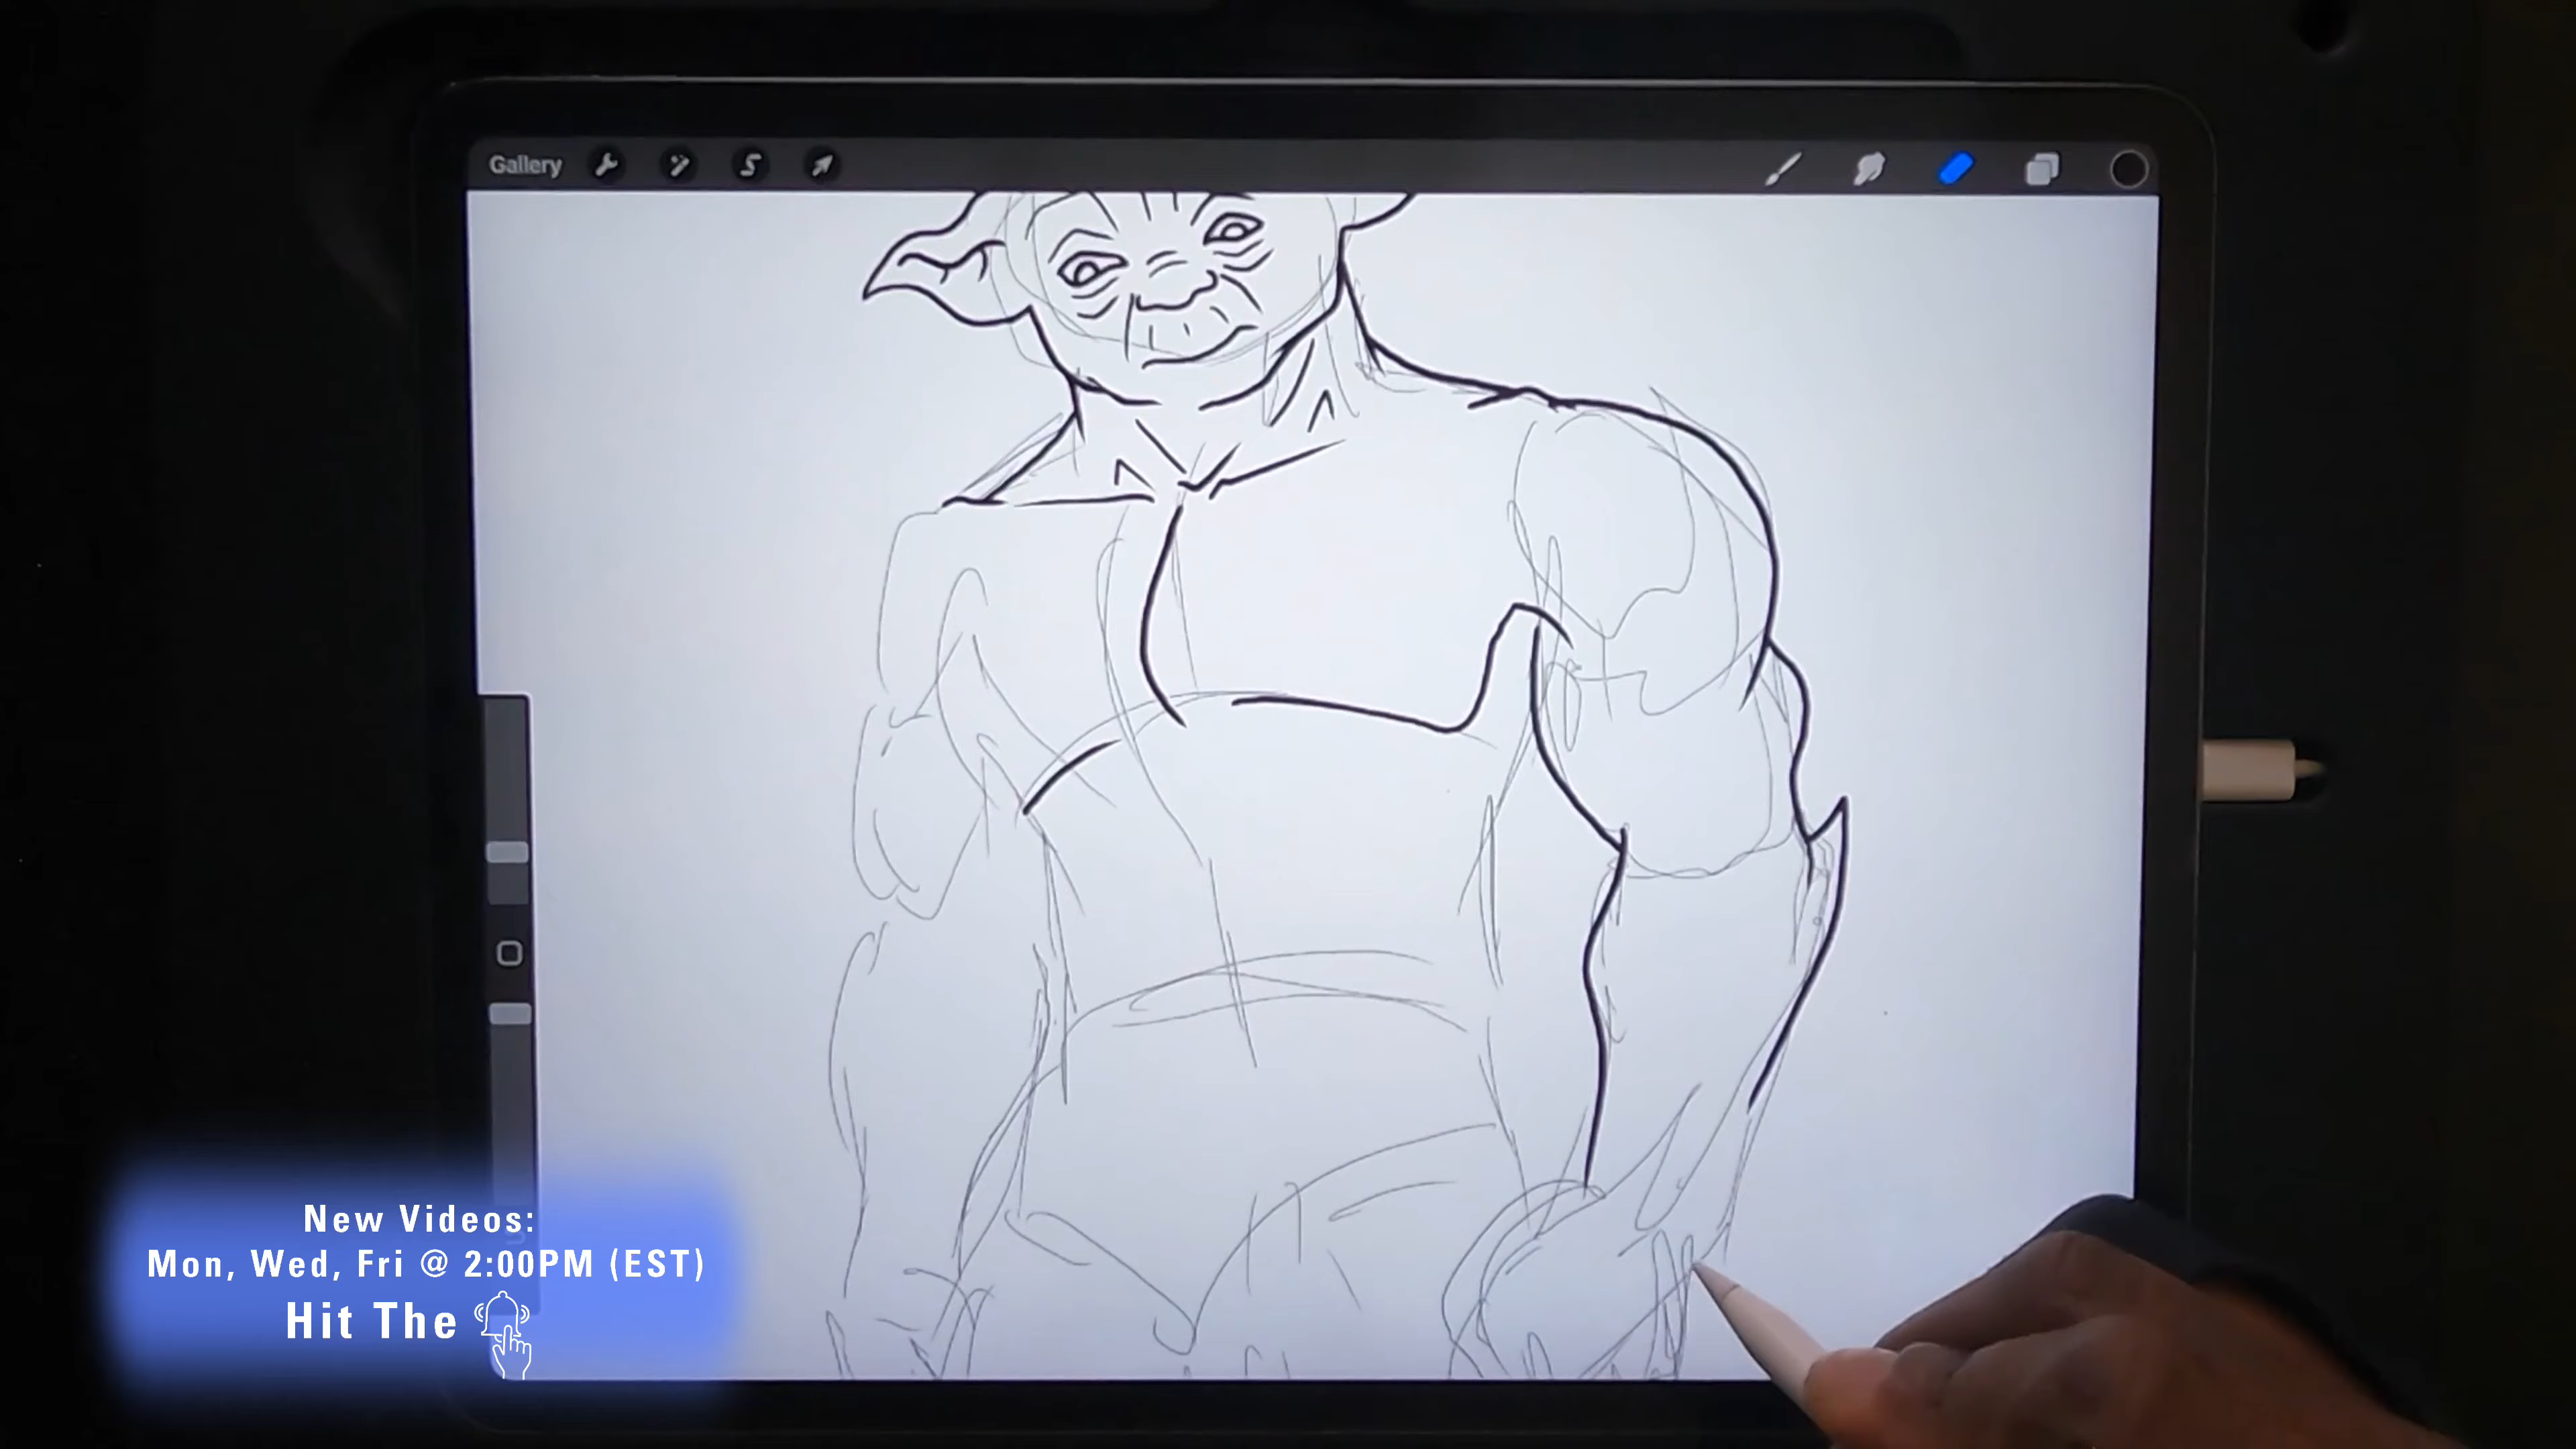 Gallery
New Videos:
Mon, Wed, Fri @ 2:00PM (EST)
Hit The